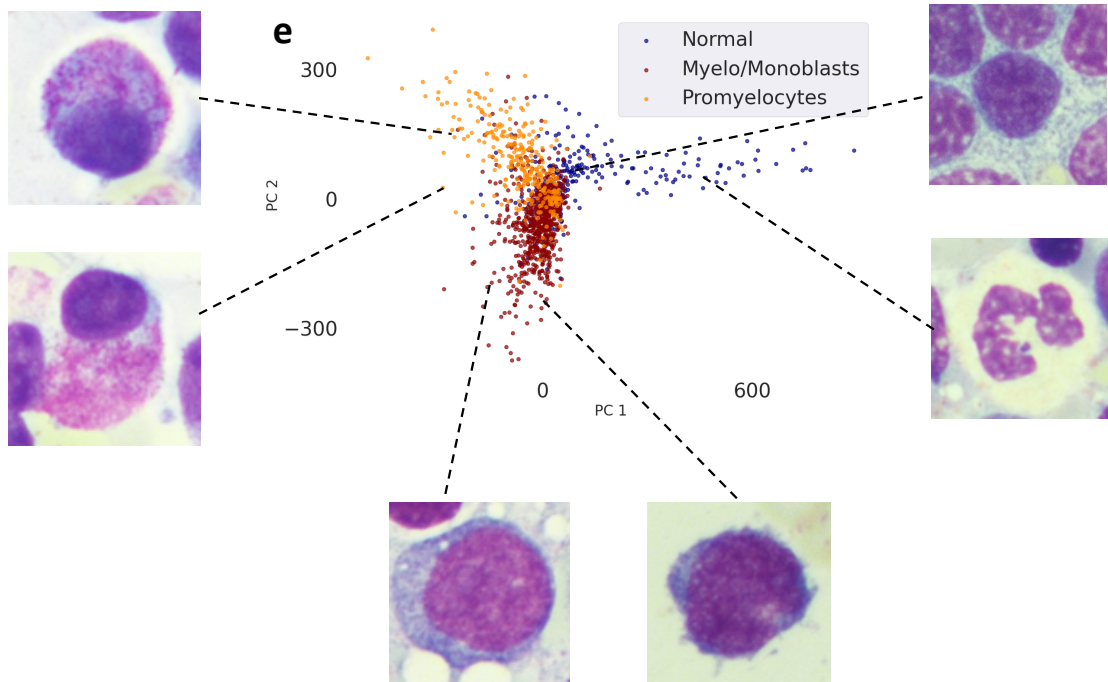 e
Normal
Myelo/Monoblasts
Promyelocytes
300
0
−300
PC 2
0
600
PC 1